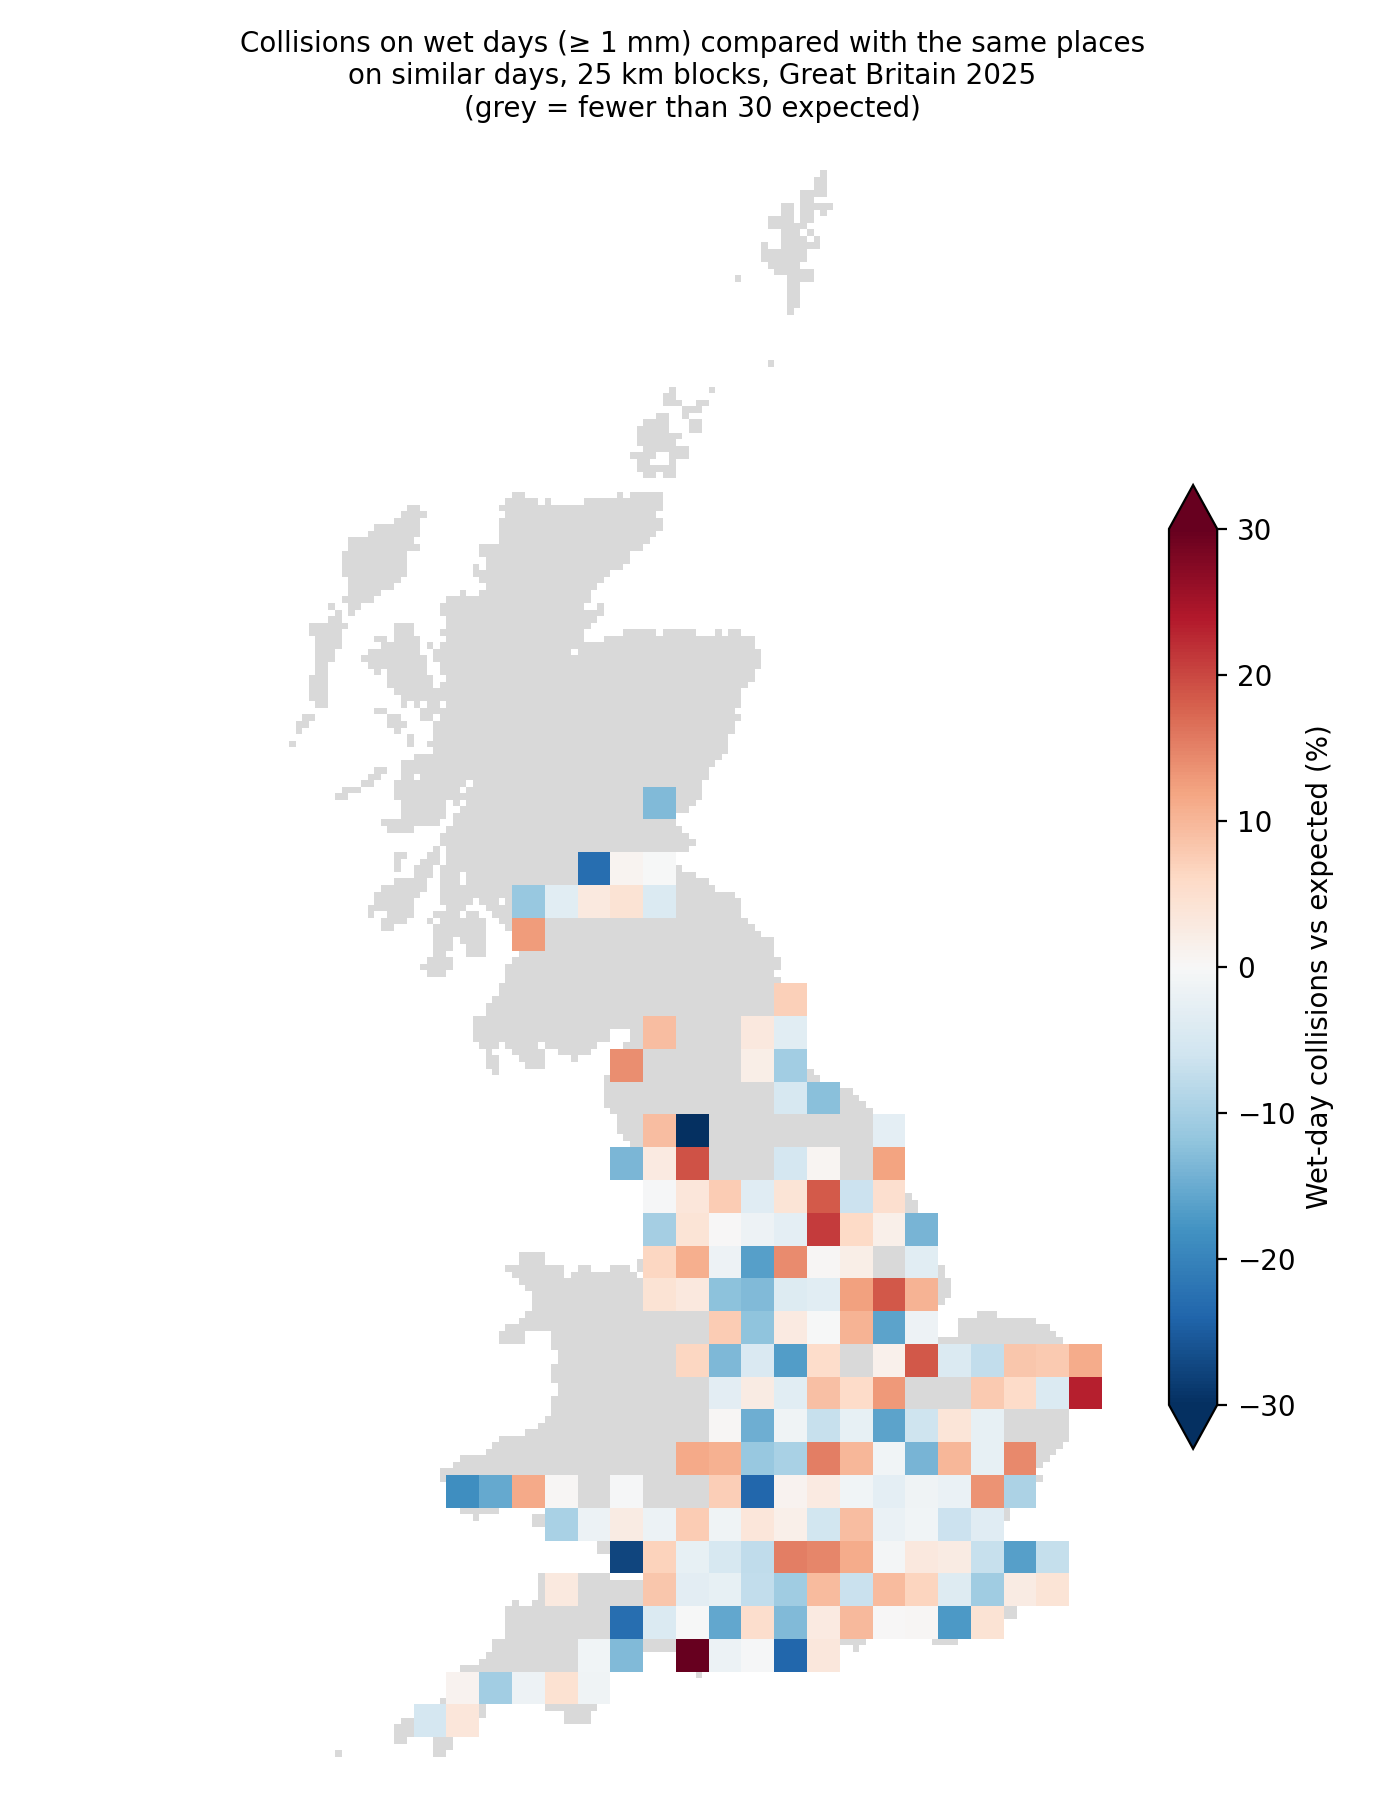 Collisions on wet days (≥ 1 mm) compared with the same places
on similar days, 25 km blocks, Great Britain 2025
(grey = fewer than 30 expected)
30
20
10
0
−10
−20
−30
Wet-day collisions vs expected (%)